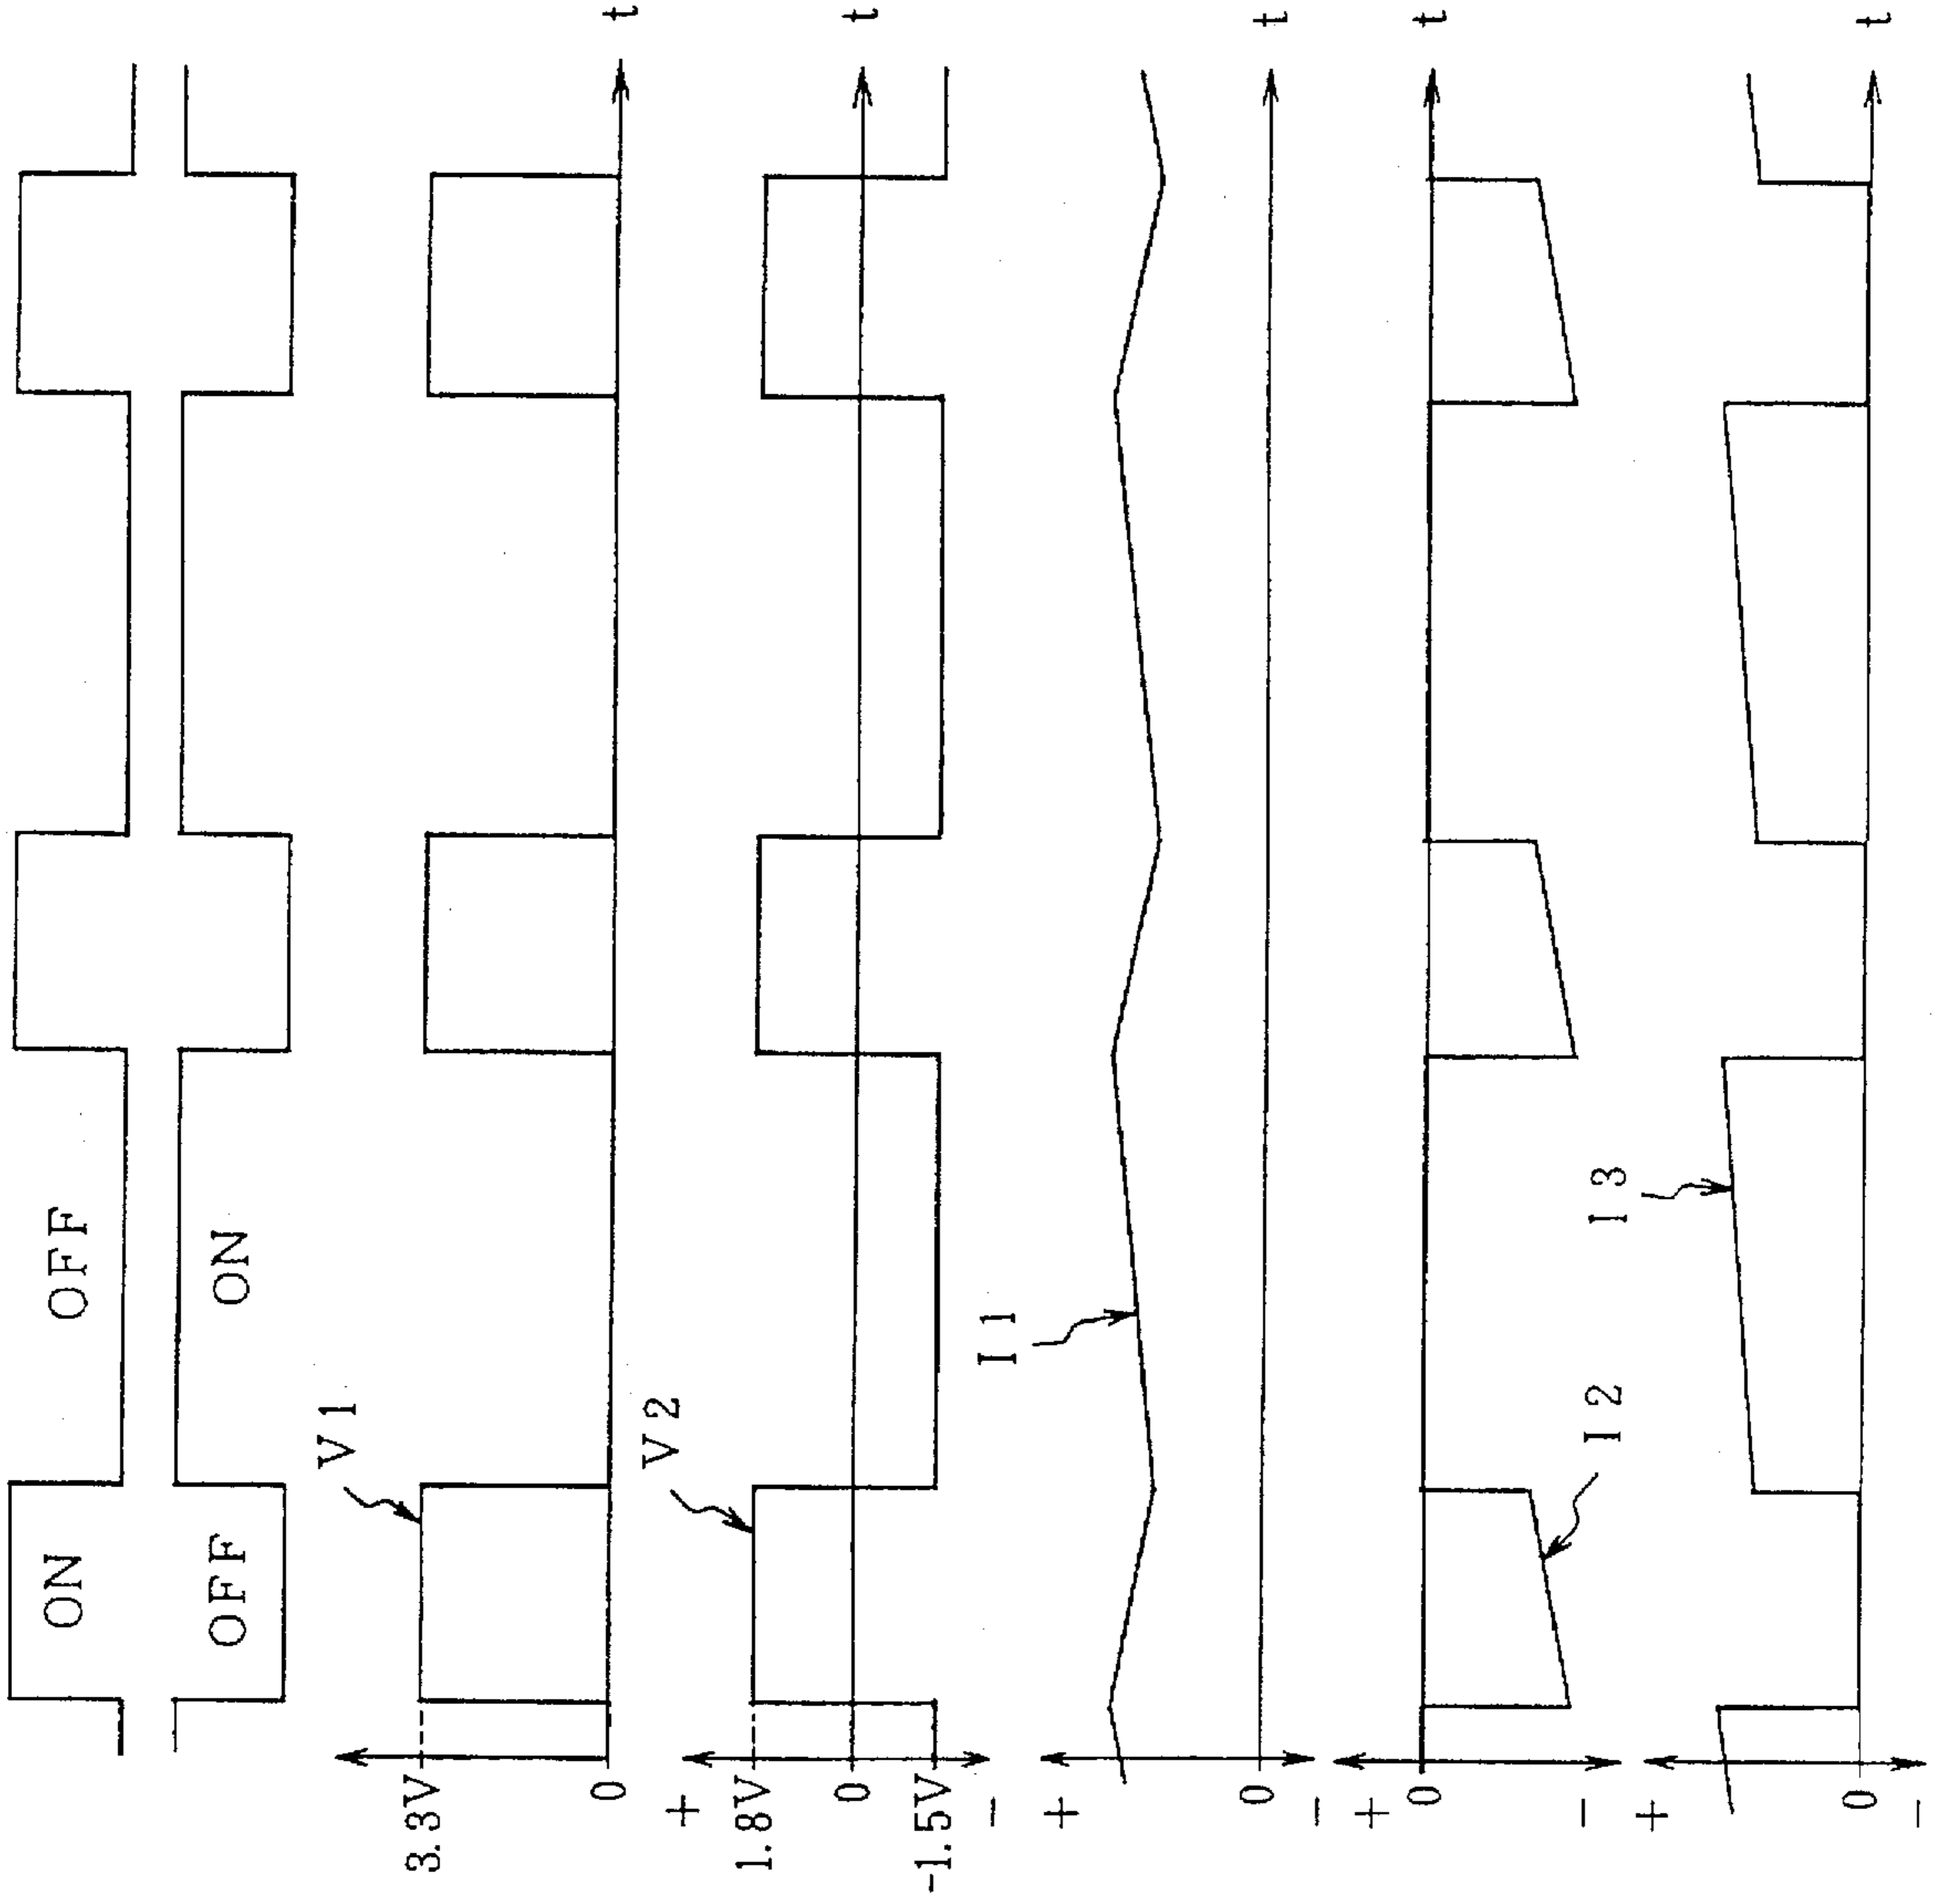 ON
OFF
OFF
ON
V1
3.3V
0
t
V2
+
1.8V
0
-1.5V
-
t
I1
+
0
-
t
+
0
-
I2
t
I3
+
0
-
t